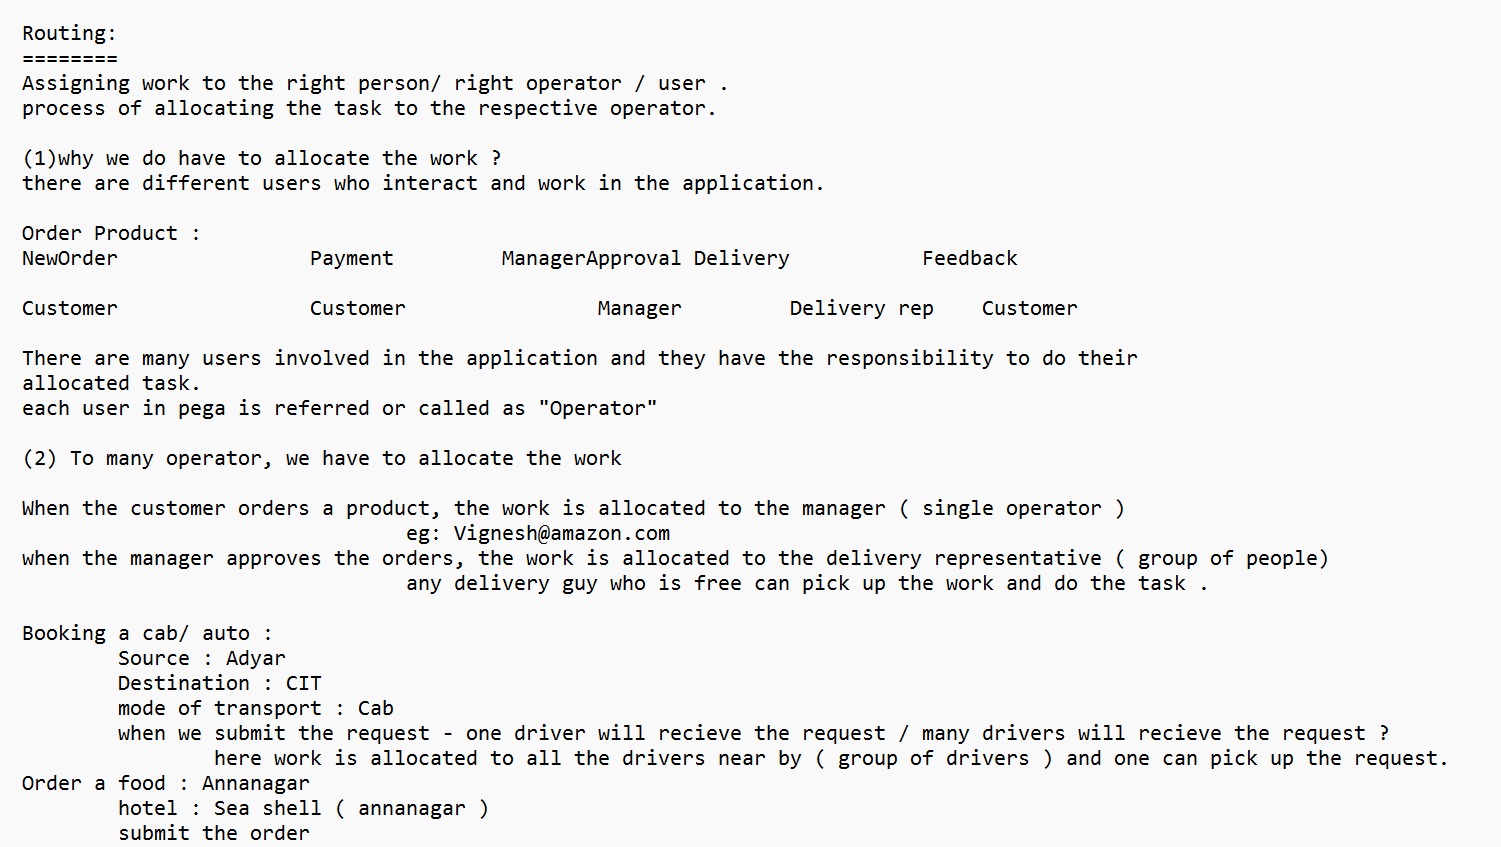 Routing:
========
Assigning work to the right person/ right operator / user .
process of allocating the task to the respective operator.
(1)why we do have to allocate the work ?
there are different users who interact and work in the application.
Order Product :
NewOrder Payment ManagerApproval Delivery Feedback
Customer Customer Manager Delivery rep Customer
There are many users involved in the application and they have the responsibility to do their
allocated task.
each user in pega is referred or called as "Operator"
(2) To many operator, we have to allocate the work
When the customer orders a product, the work is allocated to the manager ( single operator )
eg: Vignesh@amazon.com
when the manager approves the orders, the work is allocated to the delivery representative ( group of people)
any delivery guy who is free can pick up the work and do the task .
Booking a cab/ auto :
Source : Adyar
Destination : CIT
mode of transport : Cab
when we submit the request - one driver will recieve the request / many drivers will recieve the request ?
here work is allocated to all the drivers near by ( group of drivers ) and one can pick up the request.
Order a food : Annanagar
hotel : Sea shell ( annanagar )
submit the order